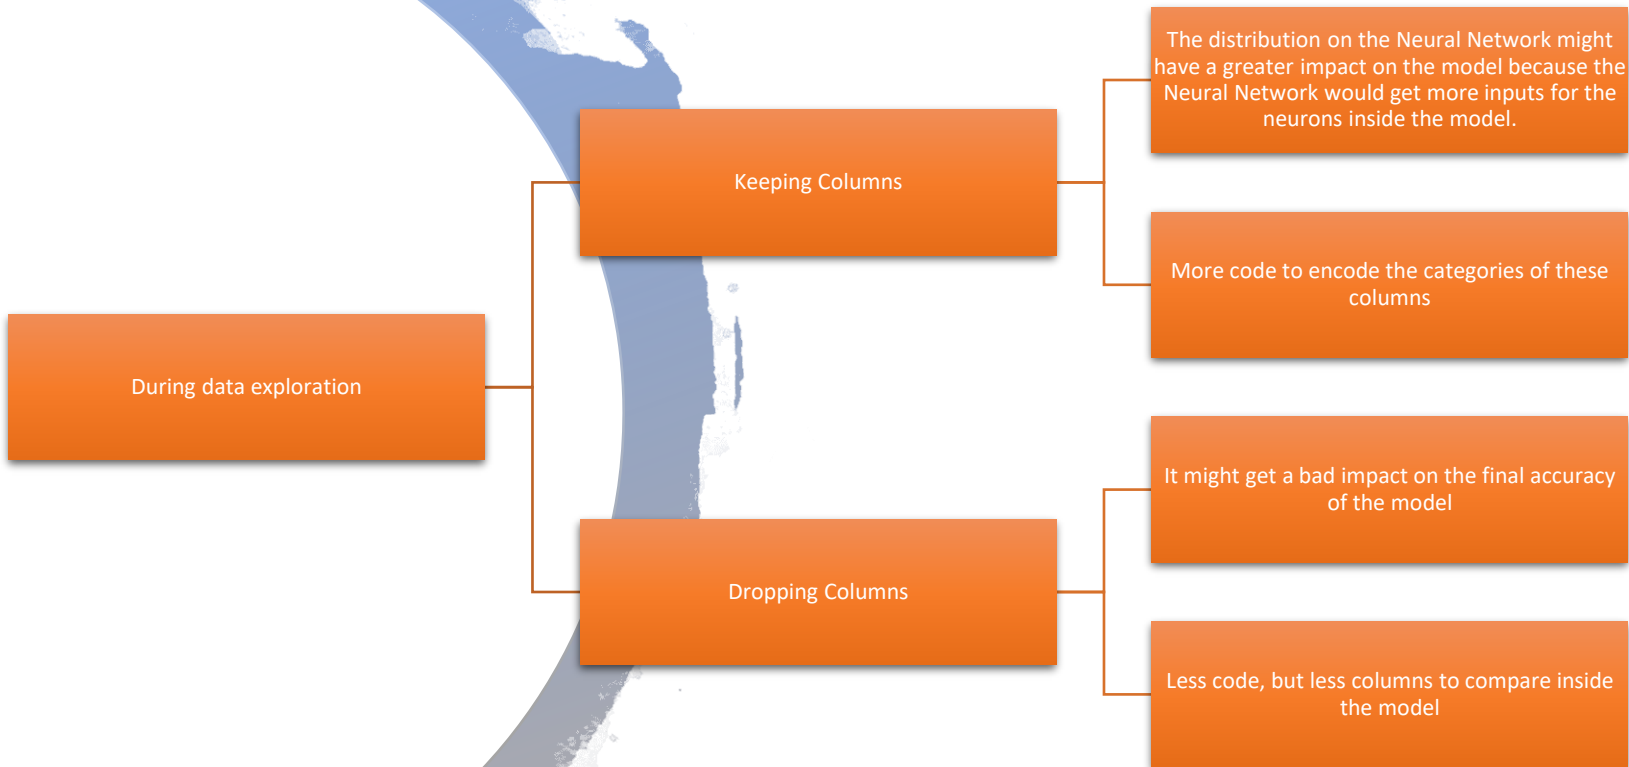 The distribution on the Neural Network might
have a greater impact on the model because the
Neural Network would get more inputs for the
neurons inside the model.
Keeping Columns
More code to encode the categories of these
columns
During data exploration
It might get a bad impact on the final accuracy
of the model
Dropping Columns
Less code, but less columns to compare inside
the model